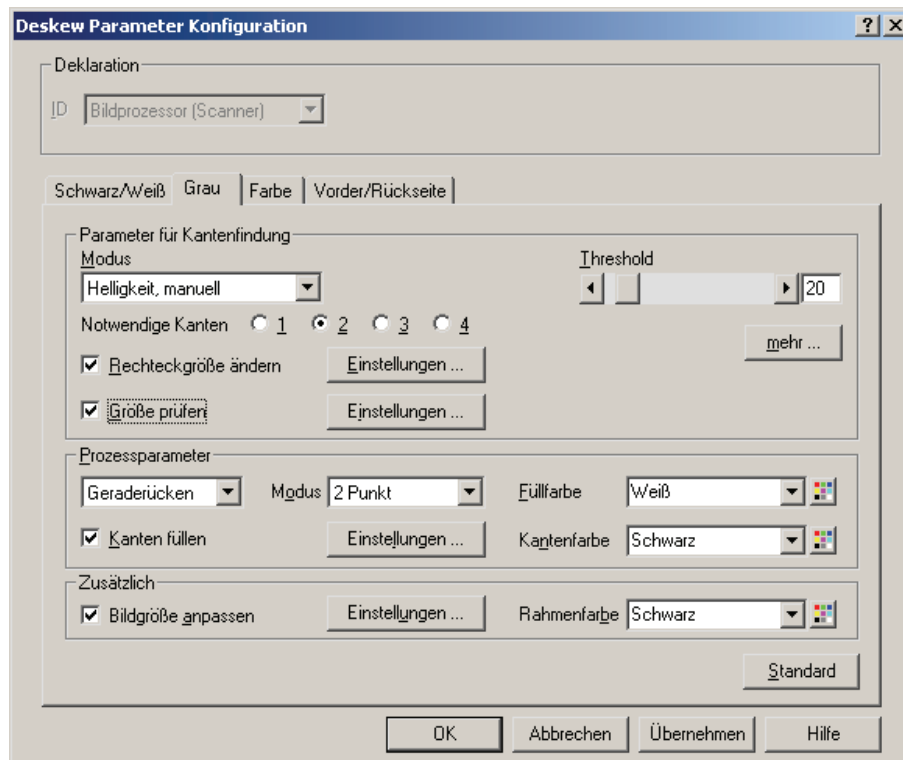 Deskew Parameter Konfiguration
Deklaration
ID Bildprozessor (Scanner)
Schwarz/Weiß Grau Farbe Vorder/Rückseite
Parameter für Kantenfindung
Modus Threshold
Helligkeit, manuell 20
Notwendige Kanten 1 2 3 4
mehr ...
Rechteckgröße ändern Einstellungen ...
Größe prüfen Einstellungen ...
Prozessparameter
Geraderücken Modus 2 Punkt Füllfarbe Weiß
Kanten füllen Einstellungen ... Kantenfarbe Schwarz
Zusätzlich
Bildgröße anpassen Einstellungen ... Rahmenfarbe Schwarz
Standard
OK Abbrechen Übernehmen Hilfe